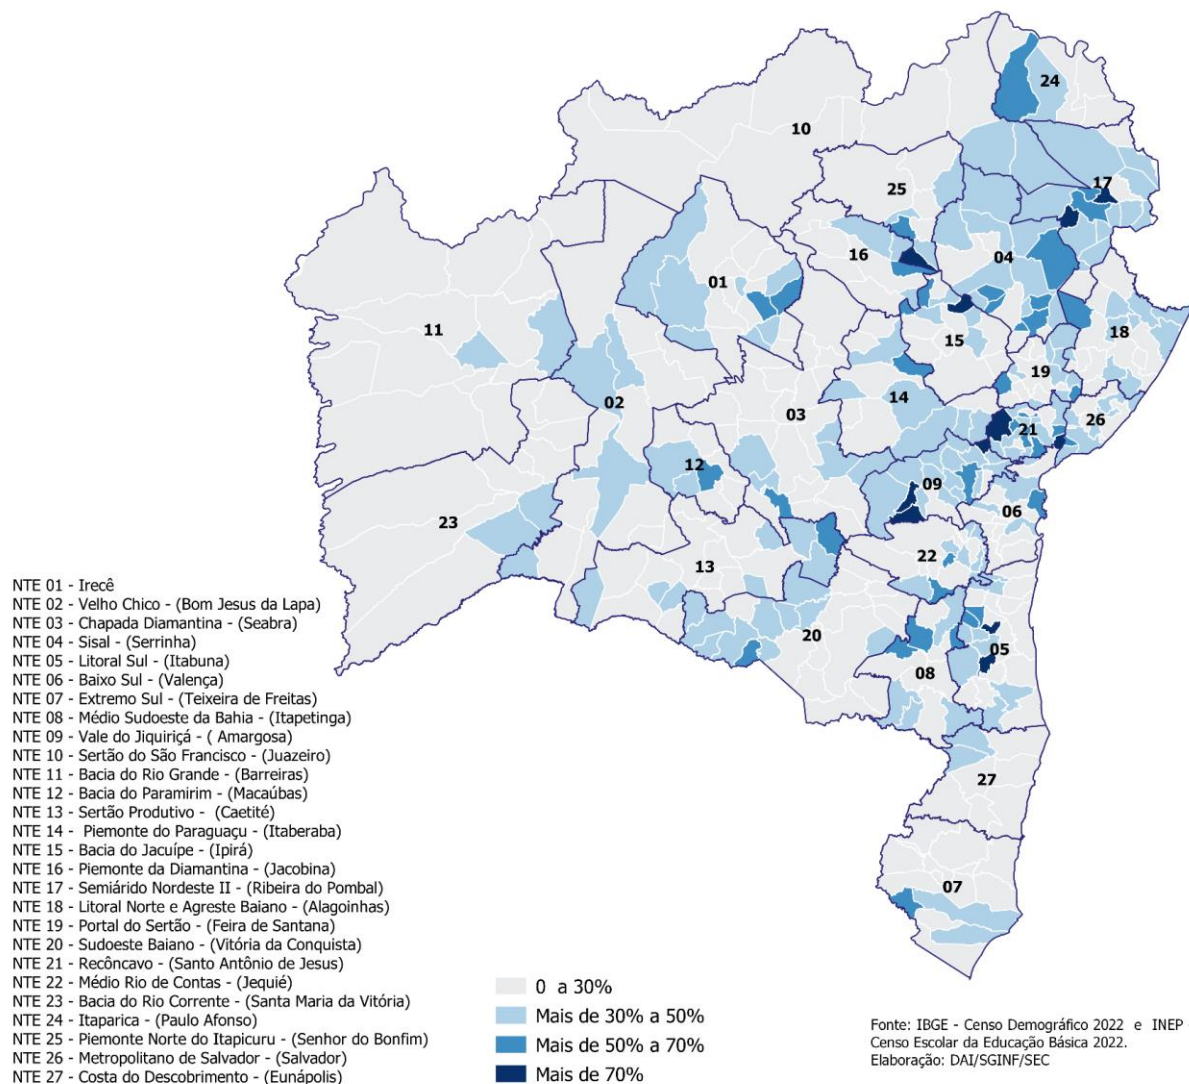 24
10
17
25
16
04
01
11
18
15
19
14
02
03
26
21
12
09
06
23
22
13
20
05
08
27
07
NTE 01 - Irecê
NTE 02 - Velho Chico - (Bom Jesus da Lapa)
NTE 03 - Chapada Diamantina - (Seabra)
NTE 04 - Sisal - (Serrinha)
NTE 05 - Litoral Sul - (Itabuna)
NTE 06 - Baixo Sul - (Valença)
NTE 07 - Extremo Sul - (Teixeira de Freitas)
NTE 08 - Médio Sudoeste da Bahia - (Itapetinga)
NTE 09 - Vale do Jiquiriçá - ( Amargosa)
NTE 10 - Sertão do São Francisco - (Juazeiro)
NTE 11 - Bacia do Rio Grande - (Barreiras)
NTE 12 - Bacia do Paramirim - (Macaúbas)
NTE 13 - Sertão Produtivo - (Caetité)
NTE 14 - Piemonte do Paraguaçu - (Itaberaba)
NTE 15 - Bacia do Jacuípe - (Ipirá)
NTE 16 - Piemonte da Diamantina - (Jacobina)
NTE 17 - Semiárido Nordeste II - (Ribeira do Pombal)
NTE 18 - Litoral Norte e Agreste Baiano - (Alagoinhas)
NTE 19 - Portal do Sertão - (Feira de Santana)
NTE 20 - Sudoeste Baiano - (Vitória da Conquista)
NTE 21 - Recôncavo - (Santo Antônio de Jesus)
NTE 22 - Médio Rio de Contas - (Jequié)
NTE 23 - Bacia do Rio Corrente - (Santa Maria da Vitória)
NTE 24 - Itaparica - (Paulo Afonso)
NTE 25 - Piemonte Norte do Itapicuru - (Senhor do Bonfim)
NTE 26 - Metropolitano de Salvador - (Salvador)
NTE 27 - Costa do Descobrimento - (Eunápolis)
0 a 30%
Mais de 30% a 50%
Mais de 50% a 70%
Mais de 70%
Fonte: IBGE - Censo Demográfico 2022 e INEP -
Censo Escolar da Educação Básica 2022.
Elaboração: DAI/SGINF/SEC